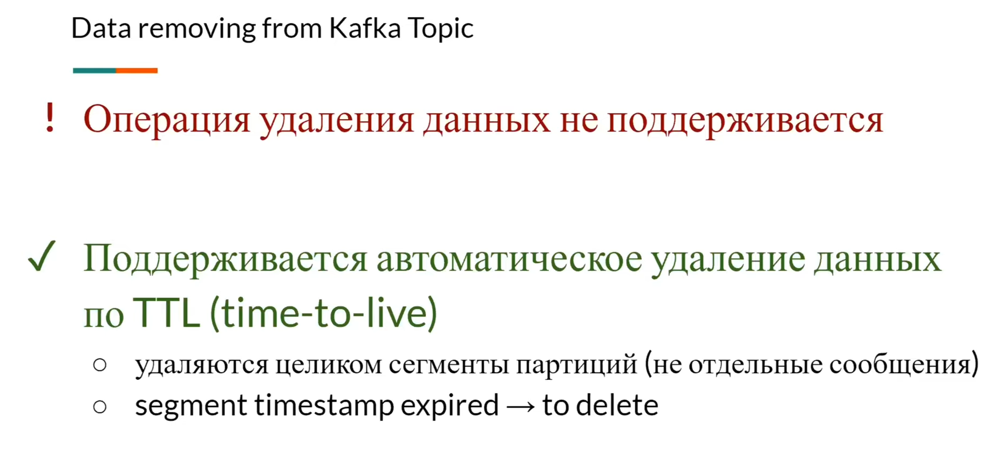 Data removing from Kafka Topic
! Операция удаления данных не поддерживается
✓ Поддерживается автоматическое удаление данных
по TTL (time-to-live)
○ удаляются целиком сегменты партиций (не отдельные сообщения)
○ segment timestamp expired → to delete